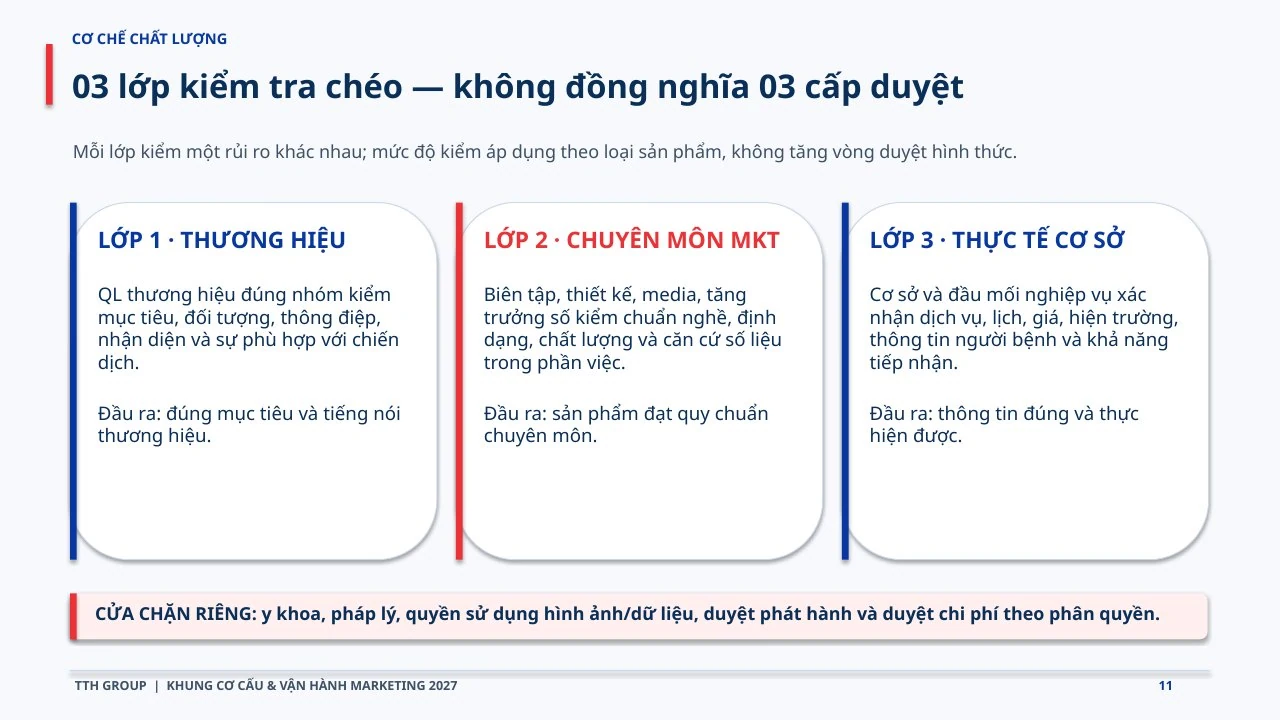 CƠ CHẾ CHẤT LƯỢNG
03 lớp kiểm tra chéo — không đồng nghĩa 03 cấp duyệt
Mỗi lớp kiểm một rủi ro khác nhau; mức độ kiểm áp dụng theo loại sản phẩm, không tăng vòng duyệt hình thức.
LỚP 1 · THƯƠNG HIỆU
QL thương hiệu đúng nhóm kiểm
mục tiêu, đối tượng, thông điệp,
nhận diện và sự phù hợp với chiến
dịch.
Đầu ra: đúng mục tiêu và tiếng nói
thương hiệu.
LỚP 2 · CHUYÊN MÔN MKT
Biên tập, thiết kế, media, tăng
trưởng số kiểm chuẩn nghề, định
dạng, chất lượng và căn cứ số liệu
trong phần việc.
Đầu ra: sản phẩm đạt quy chuẩn
chuyên môn.
LỚP 3 · THỰC TẾ CƠ SỞ
Cơ sở và đầu mối nghiệp vụ xác
nhận dịch vụ, lịch, giá, hiện trường,
thông tin người bệnh và khả năng
tiếp nhận.
Đầu ra: thông tin đúng và thực
hiện được.
CỬA CHẶN RIÊNG: y khoa, pháp lý, quyền sử dụng hình ảnh/dữ liệu, duyệt phát hành và duyệt chi phí theo phân quyền.
TTH GROUP | KHUNG CƠ CẤU & VẬN HÀNH MARKETING 2027
11